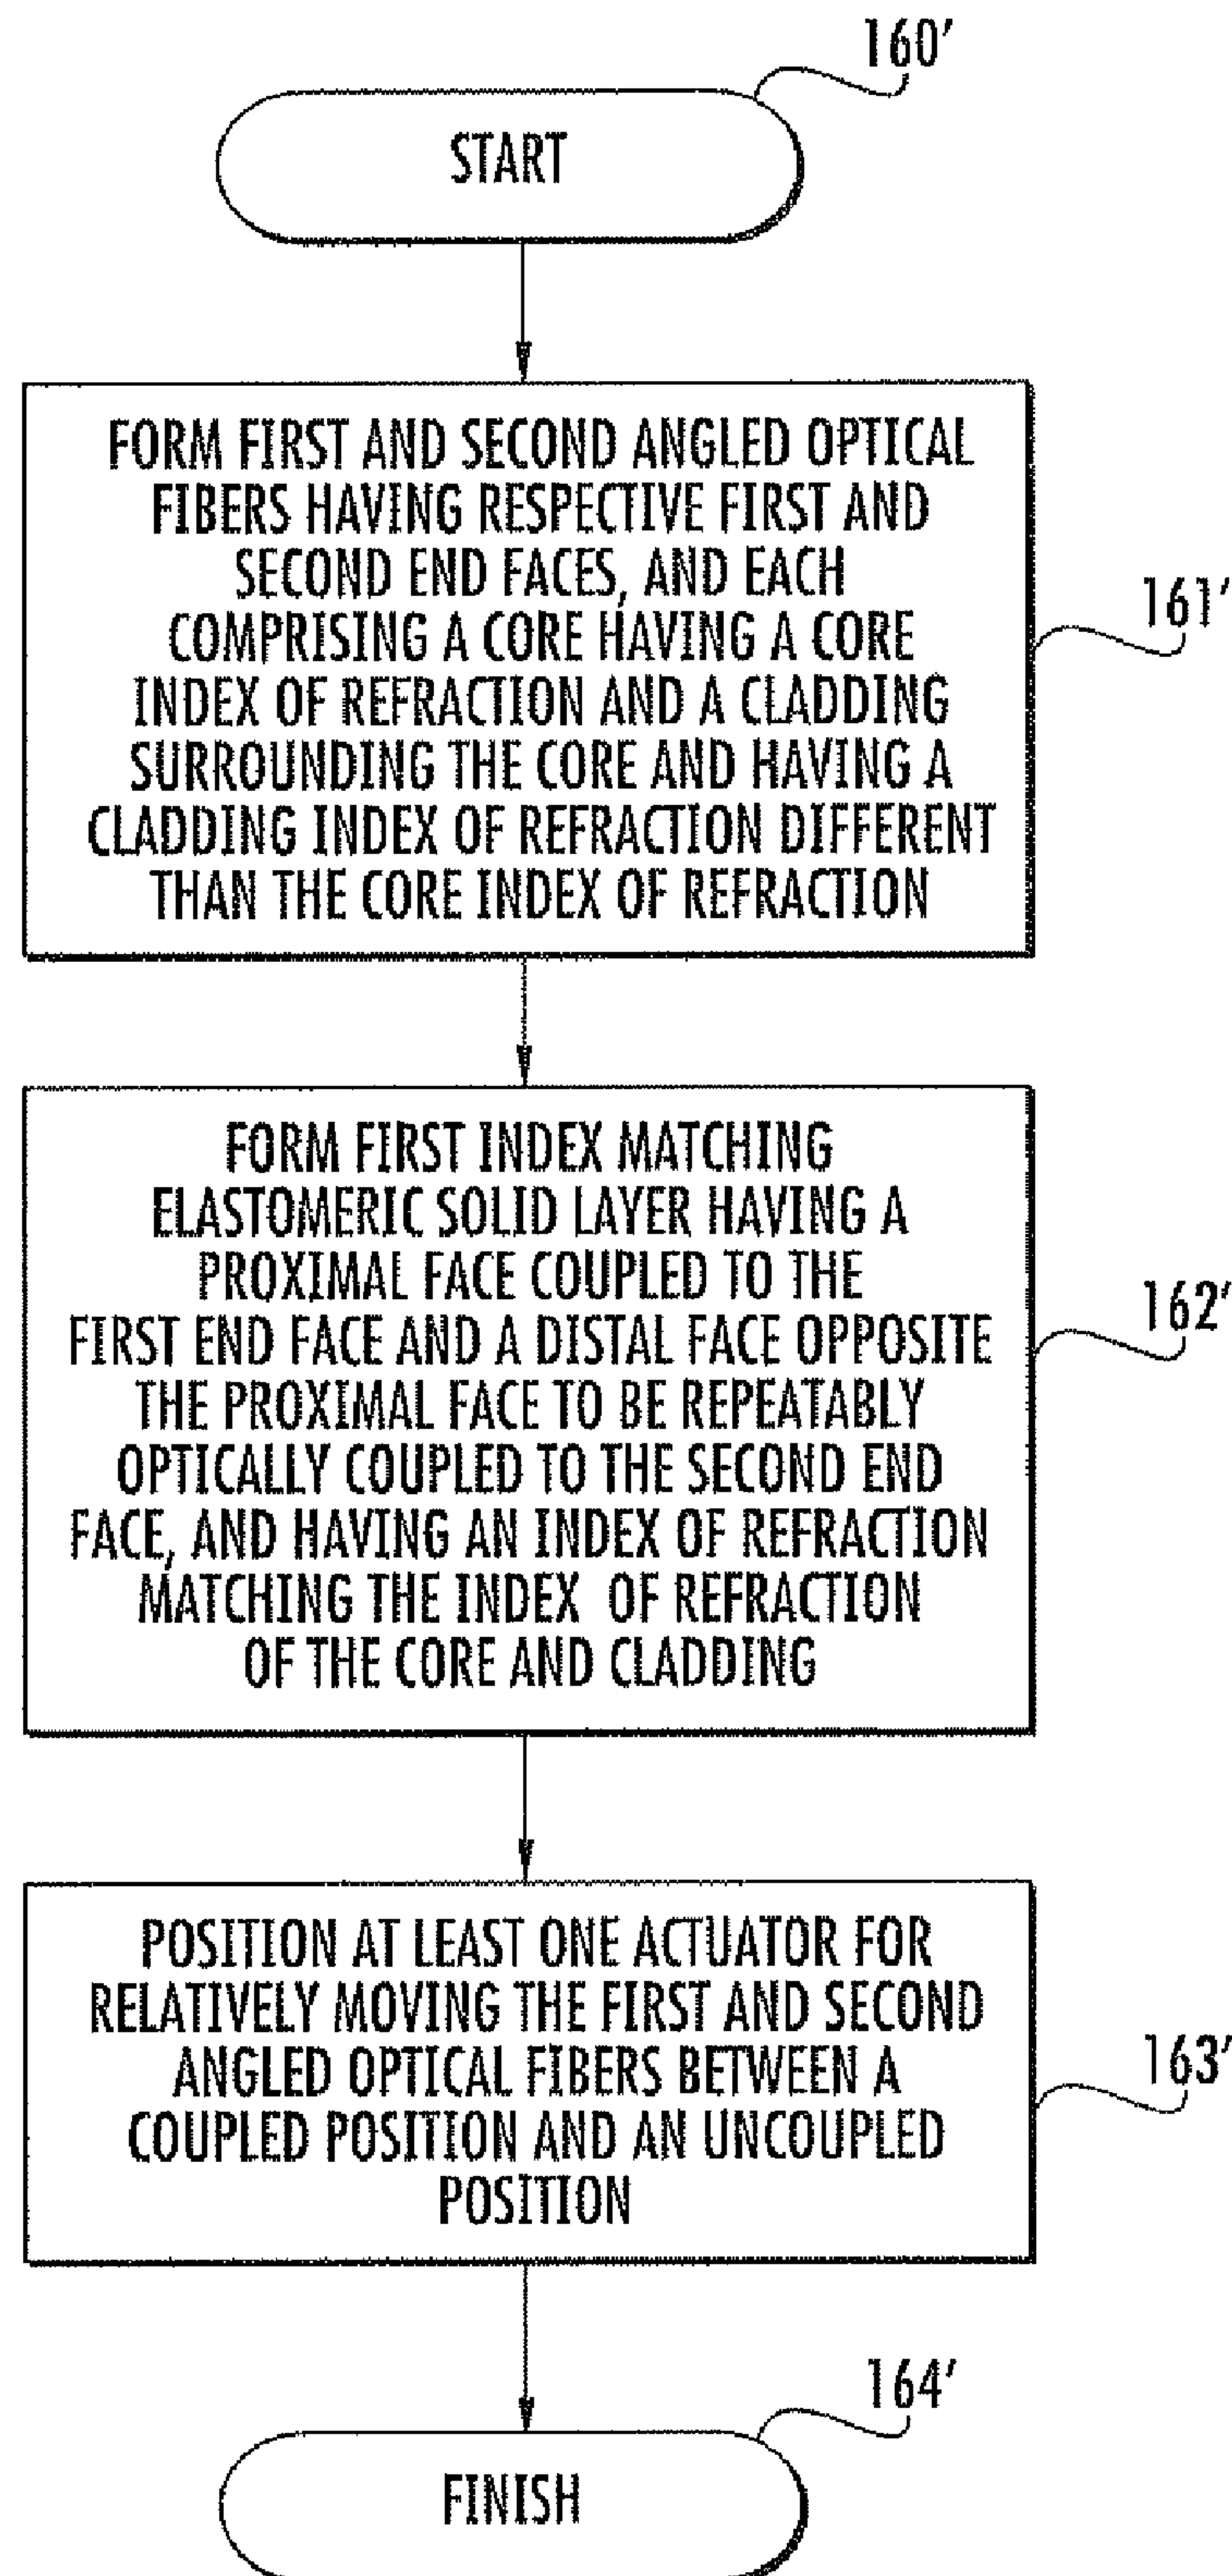 160'
START
FORM FIRST AND SECOND ANGLED OPTICAL
FIBERS HAVING RESPECTIVE FIRST AND
SECOND END FACES, AND EACH
COMPRISING A CORE HAVING A CORE
INDEX OF REFRACTION AND A CLADDING
SURROUNDING THE CORE AND HAVING A
CLADDING INDEX OF REFRACTION DIFFERENT
THAN THE CORE INDEX OF REFRACTION
161'
FORM FIRST INDEX MATCHING
ELASTOMERIC SOLID LAYER HAVING A
PROXIMAL FACE COUPLED TO THE
FIRST END FACE AND A DISTAL FACE OPPOSITE
THE PROXIMAL FACE TO BE REPEATABLY
OPTICALLY COUPLED TO THE SECOND END
FACE, AND HAVING AN INDEX OF REFRACTION
MATCHING THE INDEX OF REFRACTION
OF THE CORE AND CLADDING
162'
POSITION AT LEAST ONE ACTUATOR FOR
RELATIVELY MOVING THE FIRST AND SECOND
ANGLED OPTICAL FIBERS BETWEEN A
COUPLED POSITION AND AN UNCOUPLED
POSITION
163'
164'
FINISH